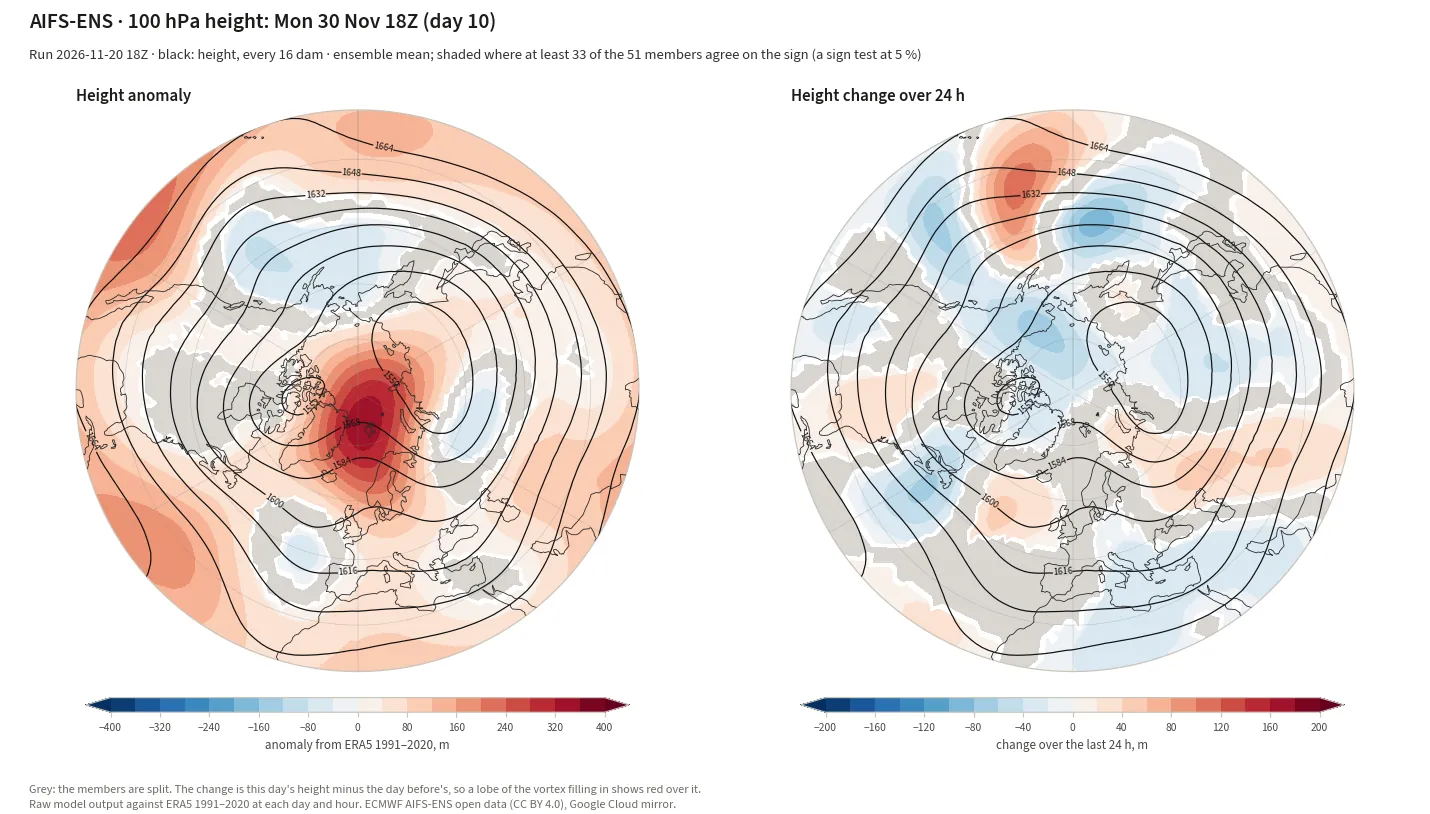 AIFS-ENS · 100 hPa height: Mon 30 Nov 18Z (day 10)
Run 2026-11-20 18Z · black: height, every 16 dam · ensemble mean; shaded where at least 33 of the 51 members agree on the sign (a sign test at 5 %)
Height anomaly
Height change over 24 h
1664
1648
1632
1568
1584
1600
1616
1664
1648
1632
1568
1584
1600
1616
−400 −320 −240 −160 −80 0 80 160 240 320 400
anomaly from ERA5 1991–2020, m
−200 −160 −120 −80 −40 0 40 80 120 160 200
change over the last 24 h, m
Grey: the members are split. The change is this day's height minus the day before's, so a lobe of the vortex filling in shows red over it.
Raw model output against ERA5 1991–2020 at each day and hour. ECMWF AIFS-ENS open data (CC BY 4.0), Google Cloud mirror.